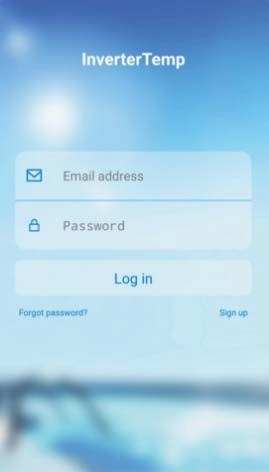 InverterTemp
Email address
Password
Log in
Forgot password?
Sign up